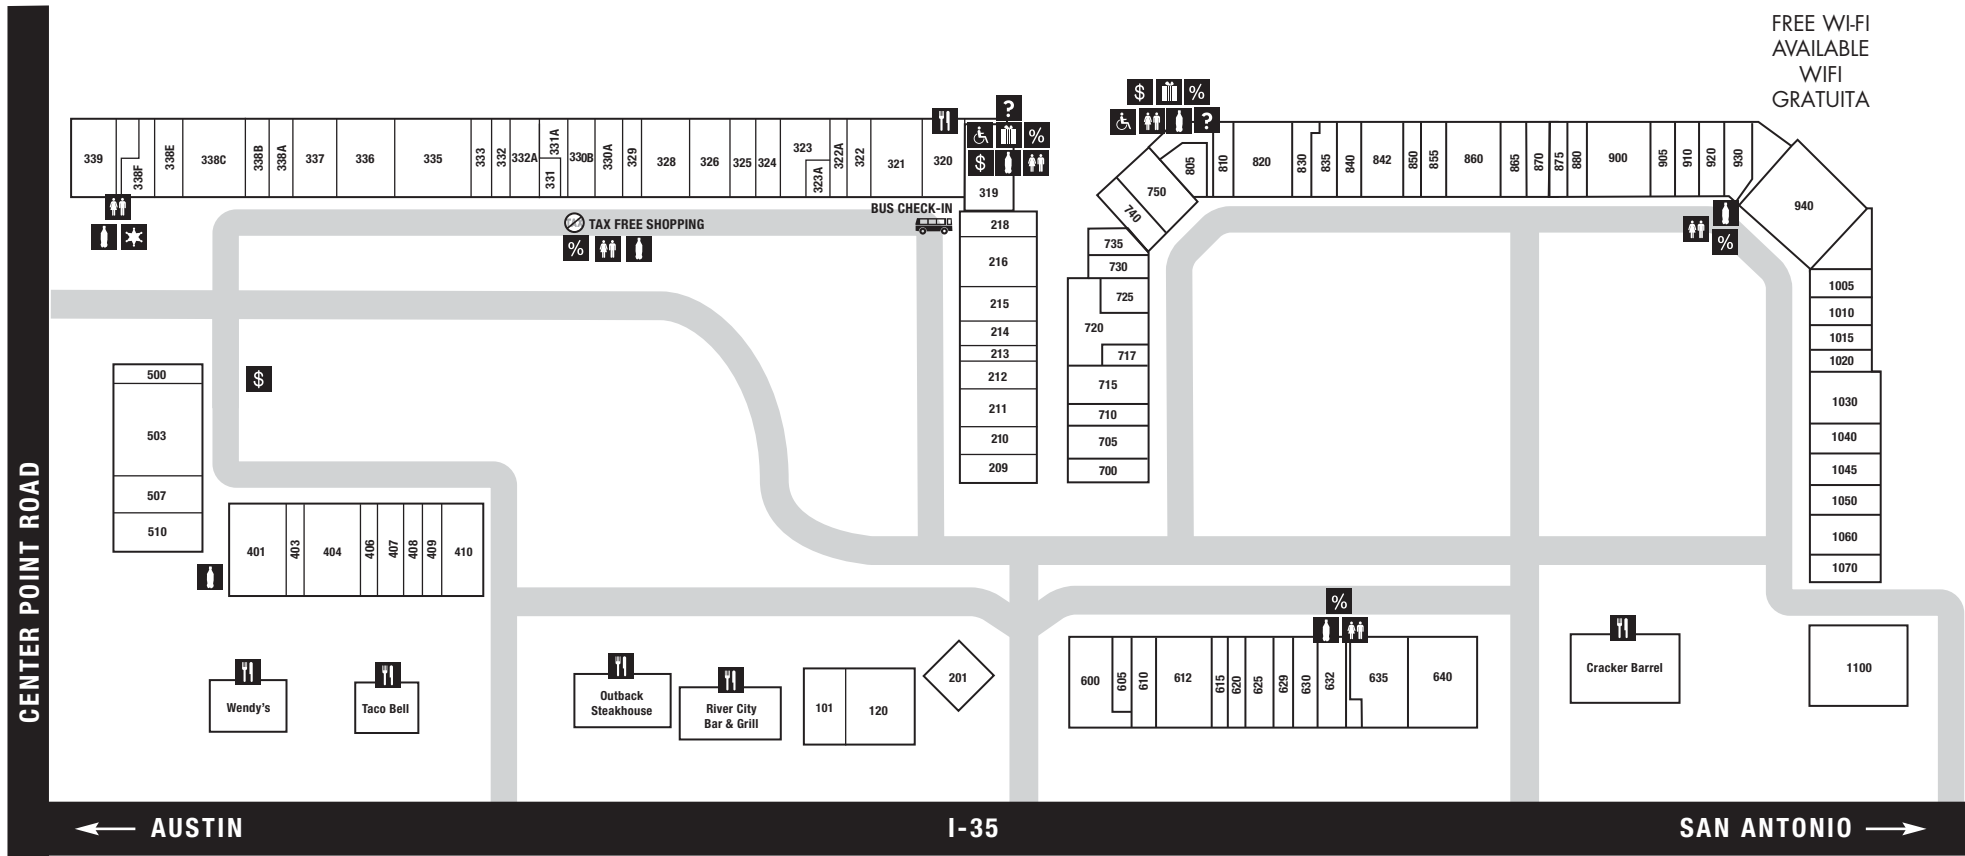 FREE WI-FI
AVAILABLE
WIFI
GRATUITA
$ %
?
?
% 
$
339 338F 338E 338C 338B 338A 337 336 335 333 332 332A 331A 331 330B 330A 329 328 326 325 324 323 323A 322A 322 321 320
319
805 810 820 830 835 840 842 850 855 860 865 870 875 880 900 905 910 920 930
940
750
740
BUS CHECK-IN
TAX FREE SHOPPING
%
%
218
216
215
214
213
212
211
210
209
735
730
725
720
717
715
710
705
700
1005
1010
1015
1020
1030
1040
1045
1050
1060
1070
500
503
507
510
$
401 403 404 406 407 408 409 410
Wendy's
Taco Bell
Outback
Steakhouse
River City
Bar & Grill
101 120
201
%
600 605 610 612 615 620 625 629 630 632 635 640
Cracker Barrel
1100
CENTER POINT ROAD
AUSTIN
I-35
SAN ANTONIO